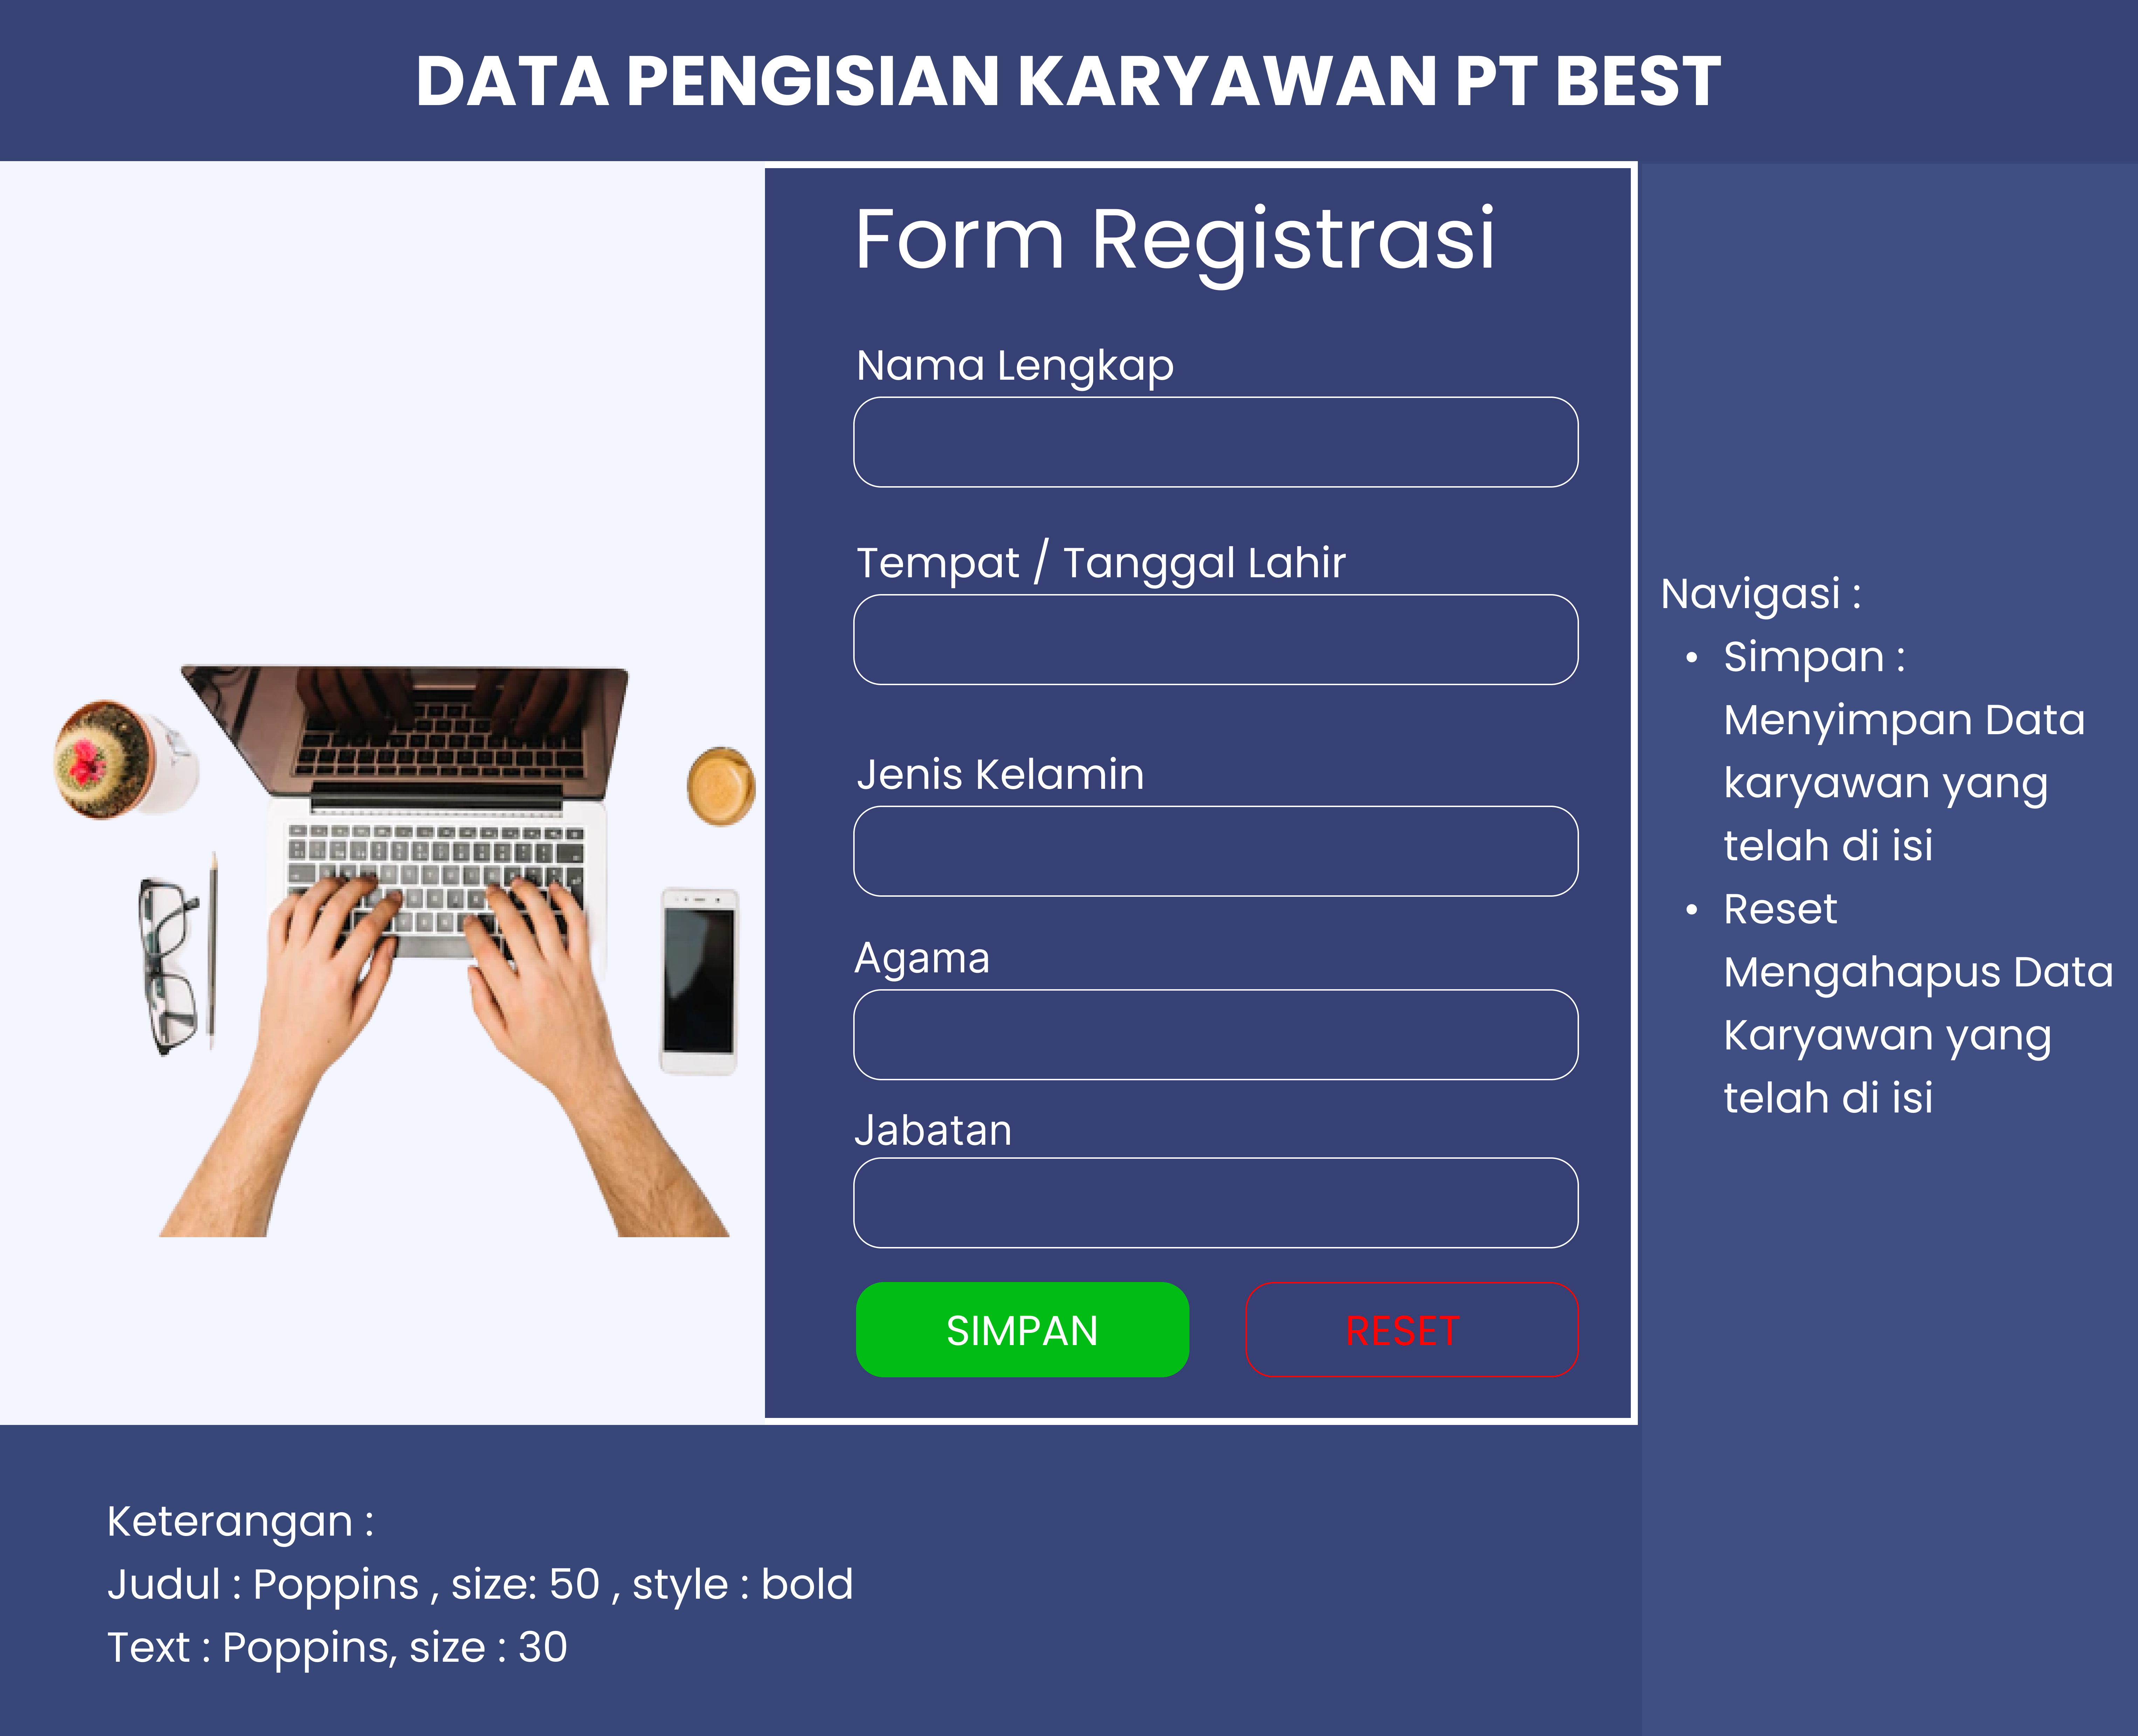 DATA PENGISIAN KARYAWAN PT BEST
Form Registrasi
Nama Lengkap
Tempat / Tanggal Lahir
Jenis Kelamin
Agama
Jabatan
SIMPAN
RESET
Navigasi :
• Simpan :
Menyimpan Data
karyawan yang
telah di isi
• Reset
Mengahapus Data
Karyawan yang
telah di isi
Keterangan :
Judul : Poppins , size: 50 , style : bold
Text : Poppins, size : 30